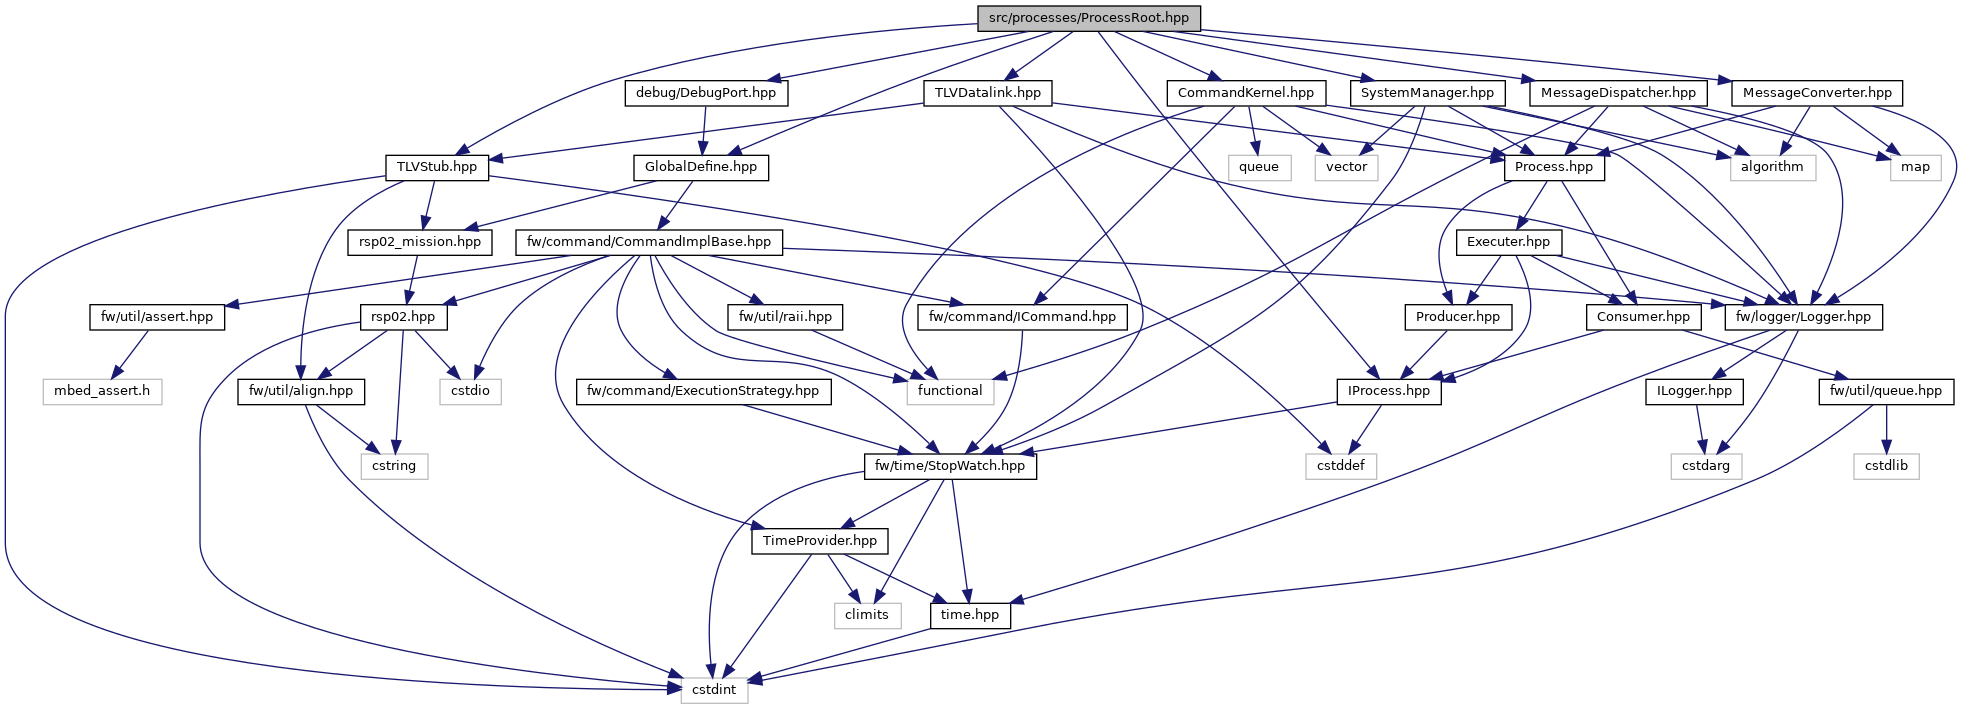 src/processes/ProcessRoot.hpp
debug/DebugPort.hpp
TLVDatalink.hpp
CommandKernel.hpp
SystemManager.hpp
MessageDispatcher.hpp
MessageConverter.hpp
TLVStub.hpp
GlobalDefine.hpp
queue
vector
Process.hpp
algorithm
map
rsp02_mission.hpp
fw/command/CommandImplBase.hpp
Executer.hpp
fw/util/assert.hpp
rsp02.hpp
fw/util/raii.hpp
fw/command/ICommand.hpp
Producer.hpp
Consumer.hpp
fw/logger/Logger.hpp
mbed_assert.h
fw/util/align.hpp
cstdio
fw/command/ExecutionStrategy.hpp
functional
IProcess.hpp
ILogger.hpp
fw/util/queue.hpp
cstring
fw/time/StopWatch.hpp
cstddef
cstdarg
cstdlib
TimeProvider.hpp
climits
time.hpp
cstdint